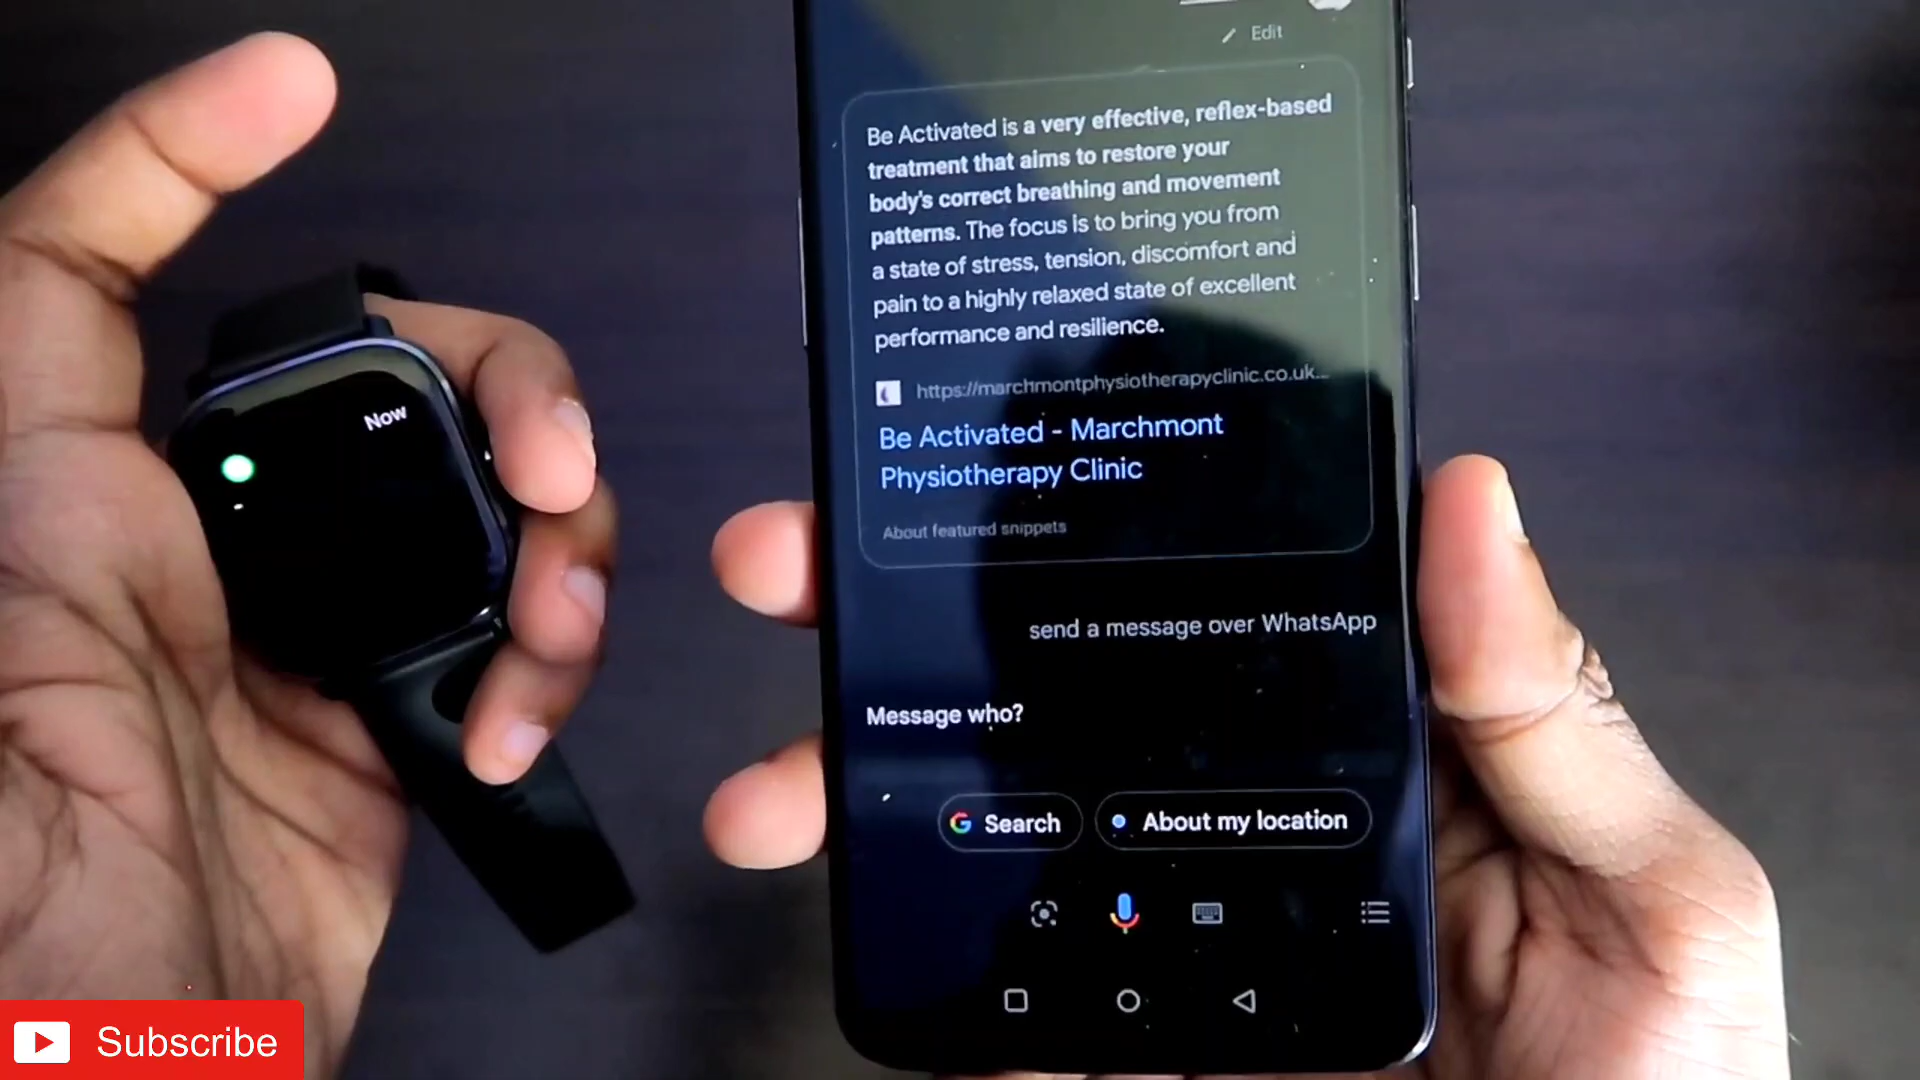 Edit
Be Activated is a very effective, reflex-based
treatment that aims to restore your
body's correct breathing and movement
patterns. The focus is to bring you from
a state of stress, tension, discomfort and
pain to a highly relaxed state of excellent
performance and resilience.
https://marchmontphysiotherapyclinic.co.uk...
Be Activated - Marchmont
Physiotherapy Clinic
About featured snippets
send a message over WhatsApp
Message who?
Search
About my location
Now
Subscribe